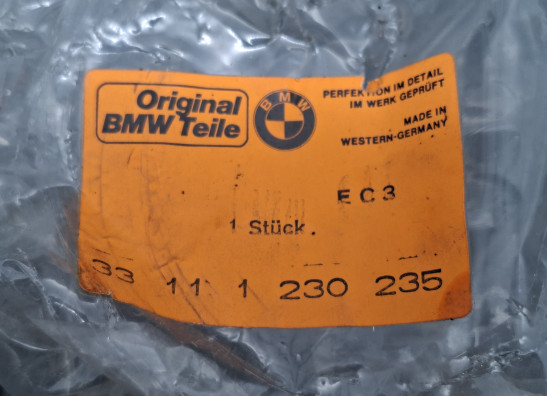 Original
BMW Teile
BMW
PERFEKTION IM DETAIL
IM WERK GEPRÜFT
MADE IN
WESTERN-GERMANY
EC3
1 Stück.
33 11 1 230 235